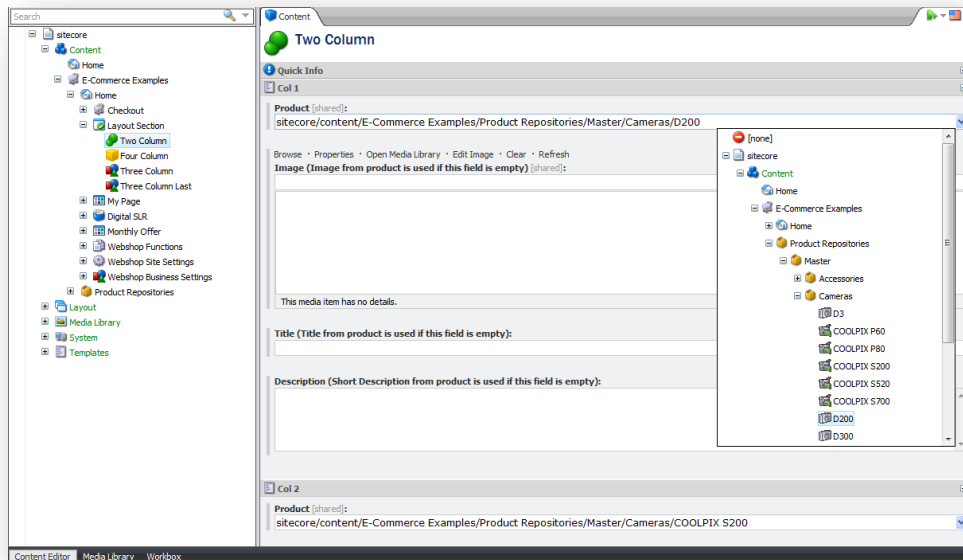 Search
sitecore
Content
Home
E-Commerce Examples
Home
Checkout
Layout Section
Two Column
Four Column
Three Column
Three Column Last
My Page
Digital SLR
Monthly Offer
Webshop Functions
Webshop Site Settings
Webshop Business Settings
Product Repositories
Layout
Media Library
System
Templates
Content
Two Column
Quick Info
Col 1
Product [shared]:
sitecore/content/E-Commerce Examples/Product Repositories/Master/Cameras/D200
Browse · Properties · Open Media Library · Edit Image · Clear · Refresh
Image (Image from product is used if this field is empty) [shared]:
This media item has no details.
Title (Title from product is used if this field is empty):
Description (Short Description from product is used if this field is empty):
[none]
sitecore
Content
Home
E-Commerce Examples
Home
Product Repositories
Master
Accessories
Cameras
D3
COOLPIX P60
COOLPIX P80
COOLPIX S200
COOLPIX S520
COOLPIX S700
D200
D300
Col 2
Product [shared]:
sitecore/content/E-Commerce Examples/Product Repositories/Master/Cameras/COOLPIX S200
Content Editor Media Library Workbox